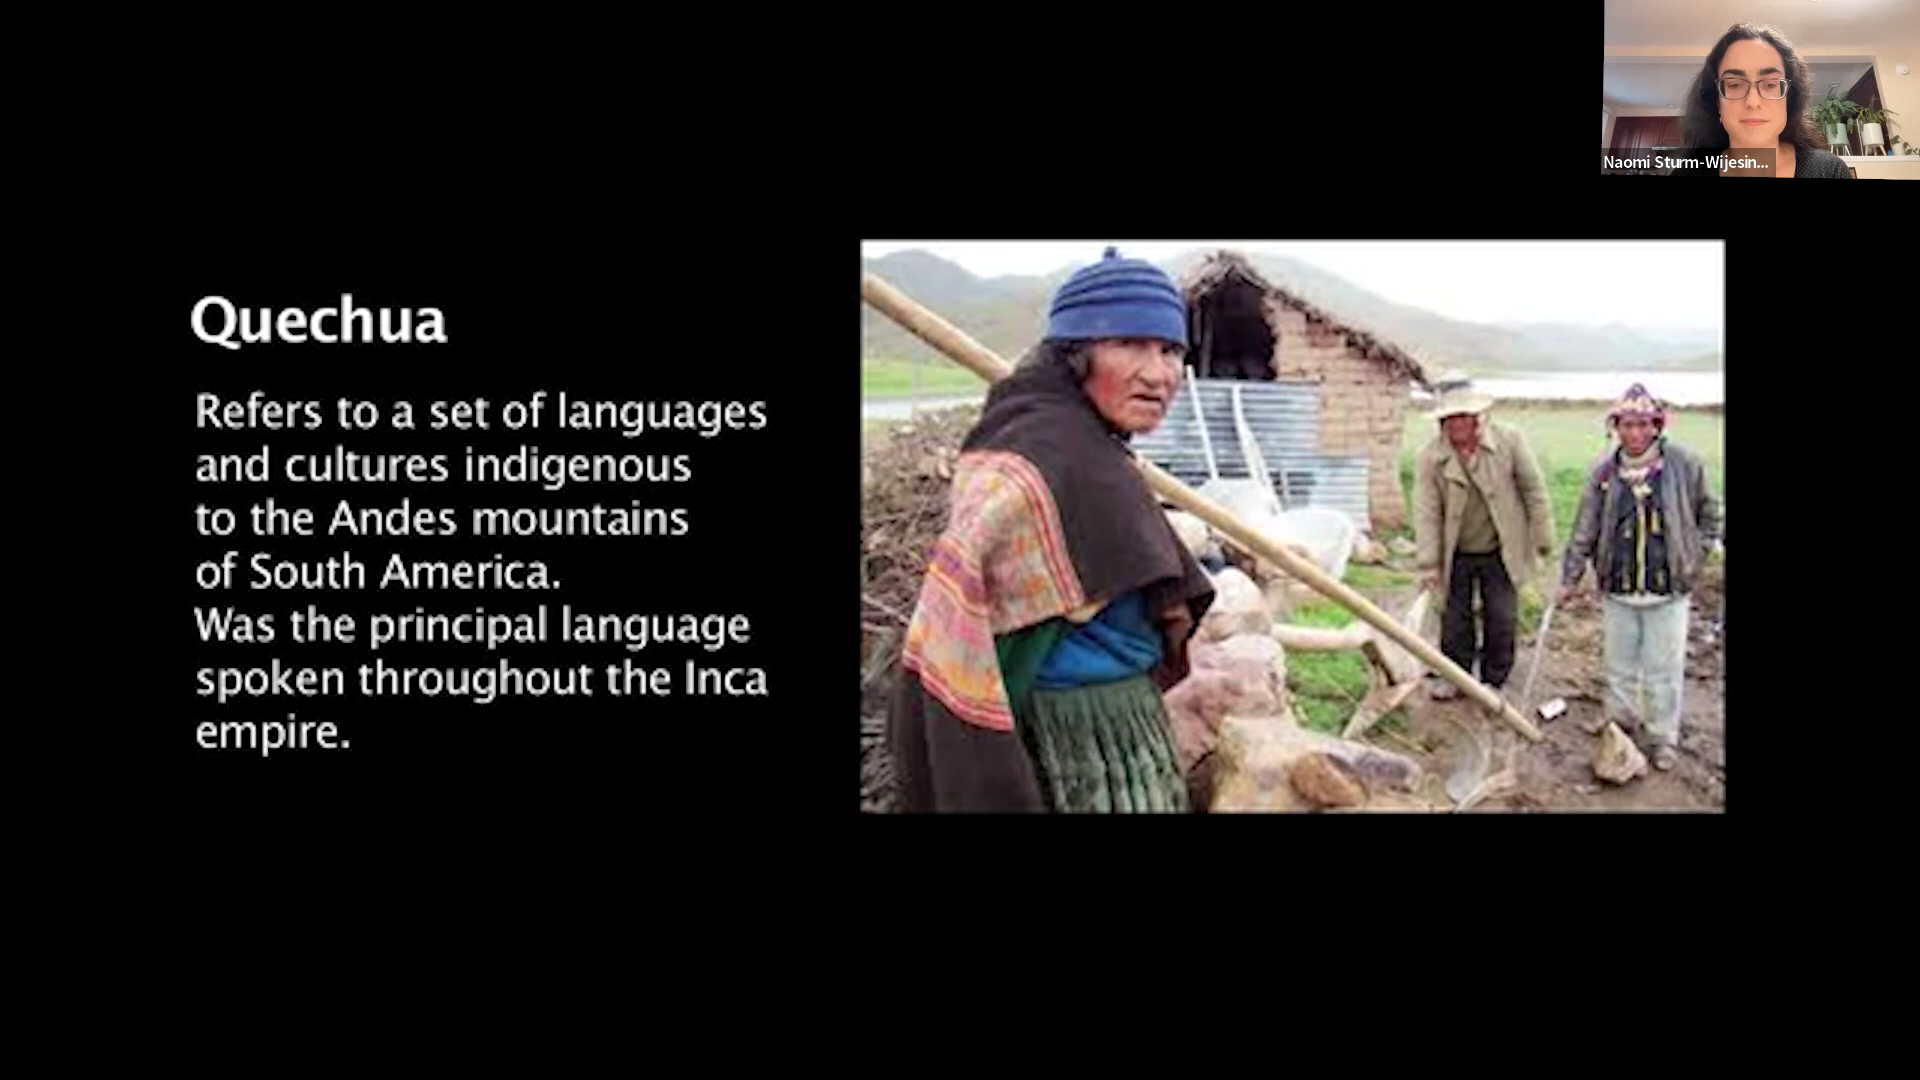 Naomi Sturm-Wijesin...
Quechua
Refers to a set of languages
and cultures indigenous
to the Andes mountains
of South America.
Was the principal language
spoken throughout the Inca
empire.